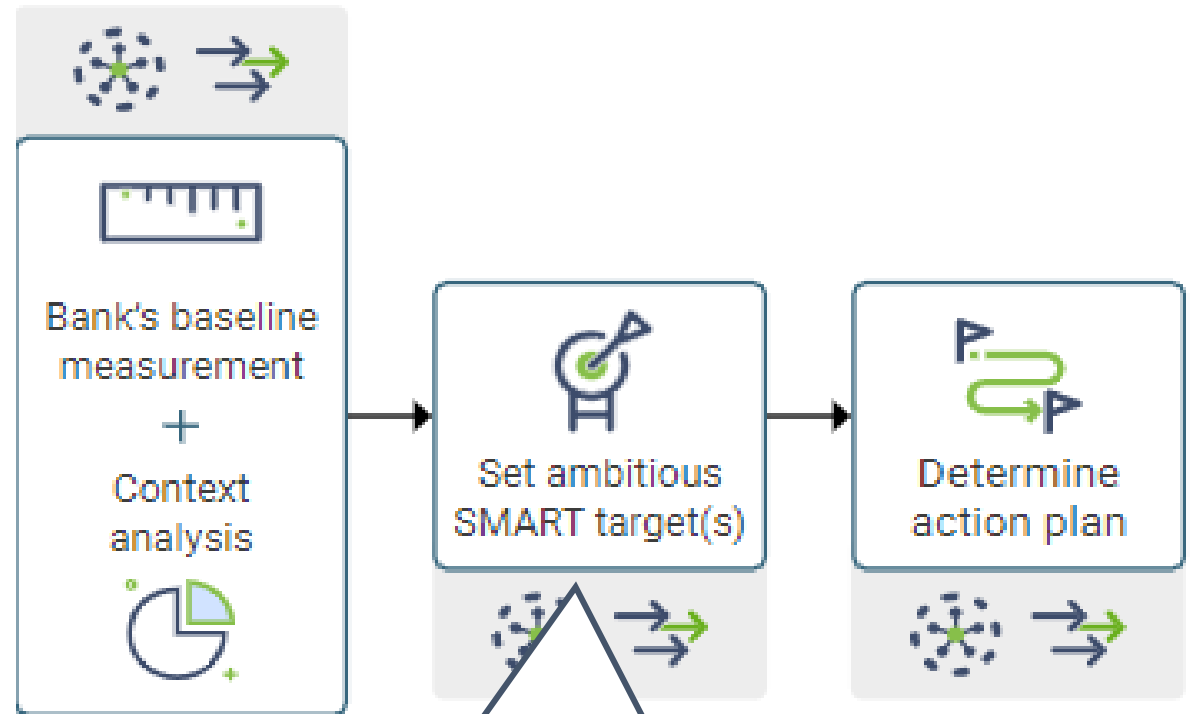 Bank's baseline
measurement
+
Context
analysis
Set ambitious
SMART target(s)
Determine
action plan